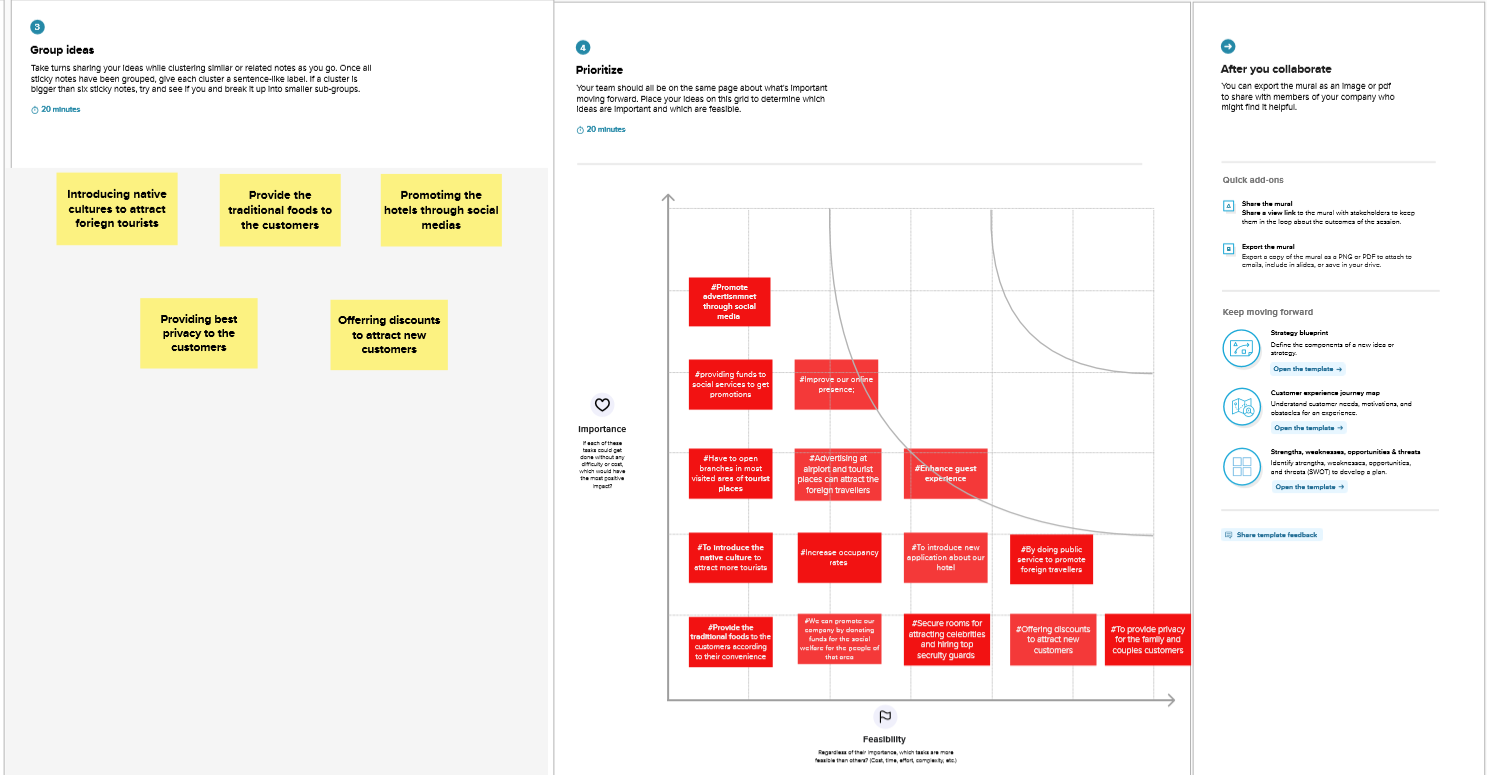 3
Group ideas
Take turns sharing your ideas while clustering similar or related notes as you go. Once all
sticky notes have been grouped, give each cluster a sentence-like label. If a cluster is
bigger than six sticky notes, try and see if you and break it up into smaller sub-groups.
20 minutes
Introducing native
cultures to attract
foriegn tourists
Provide the
traditional foods to
the customers
Promotimg the
hotels through social
medias
Providing best
privacy to the
customers
Offerring discounts
to attract new
customers
4
Prioritize
Your team should all be on the same page about what's important
moving forward. Place your ideas on this grid to determine which
ideas are important and which are feasible.
20 minutes
Importance
If each of these
tasks could get
done without any
difficulty or cost,
which would have
the most positive
impact?
#Promote
advertisnmnet
through social
media
#providing funds to
social services to get
promotions
#Improve our online
presence;
#Have to open
branches in most
visited area of tourist
places
#Advertising at
airplort and tourist
places can attract the
foreign travellers
#Enhance guest
experience
#To introduce the
native culture to
attract more tourists
#Increase occupancy
rates
#To introduce new
application about our
hotel
#By doing public
service to promote
foreign travellers
#Provide the
traditional foods to the
customers according
to their convenience
#We can promote our
company by donating
funds for the social
welfare for the people of
that area
#Secure rooms for
attracting celebrities
and hiring top
secruity guards
#Offering discounts
to attract new
customers
#To provide privacy
for the family and
couples customers
Feasibility
Regardless of their importance, which tasks are more
feasible than others? (Cost, time, effort, complexity, etc.)
After you collaborate
You can export the mural as an image or pdf
to share with members of your company who
might find it helpful.
Quick add-ons
A
Share the mural
Share a view link to the mural with stakeholders to keep
them in the loop about the outcomes of the session.
B
Export the mural
Export a copy of the mural as a PNG or PDF to attach to
emails, include in slides, or save in your drive.
Keep moving forward
Strategy blueprint
Define the components of a new idea or
strategy.
Open the template →
Customer experience journey map
Understand customer needs, motivations, and
obstacles for an experience.
Open the template →
Strengths, weaknesses, opportunities & threats
Identify strengths, weaknesses, opportunities,
and threats (SWOT) to develop a plan.
Open the template →
Share template feedback